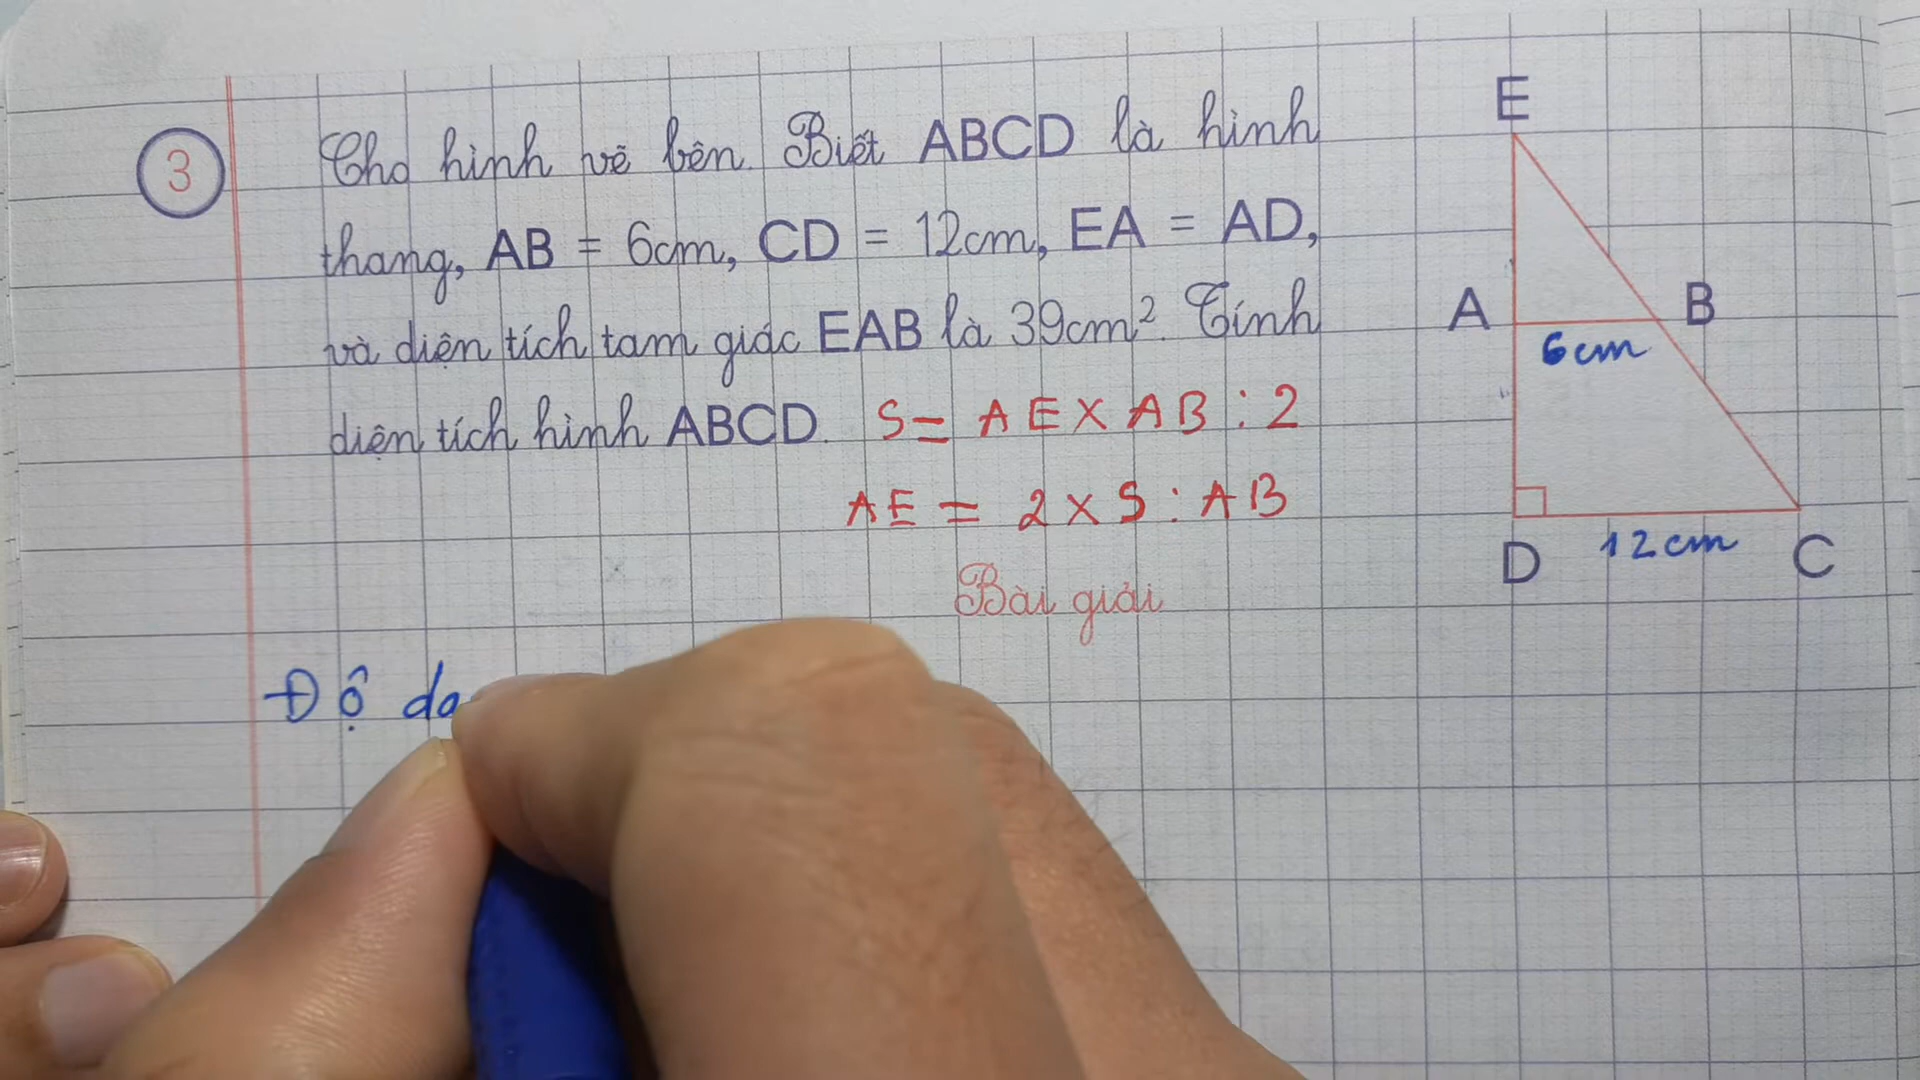 3
Cho hình vẽ bên. Biết ABCD là hình
thang, AB = 6cm, CD = 12cm, EA = AD,
và diện tích tam giác EAB là 39cm². Tính
diện tích hình ABCD.
S = AE X AB : 2
AE = 2 x S : AB
Bài giải
Độ
E
A
B
6cm
D
12cm
C